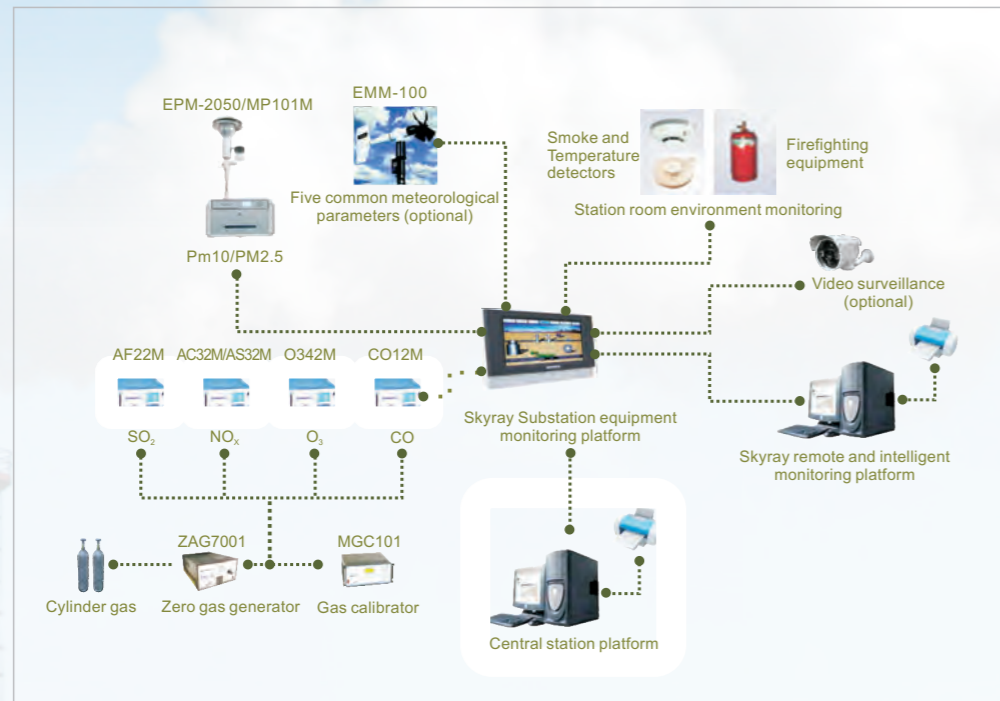 EMM-100
EPM-2050/MP101M
Smoke and
Temperature
detectors
Firefighting
equipment
Five common meteorological
parameters (optional)
Station room environment monitoring
Pm10/PM2.5
Video surveillance
(optional)
AF22M
AC32M/AS32M
O342M
CO12M
SO₂
NOₓ
O₃
CO
Skyray Substation equipment
monitoring platform
Skyray remote and intelligent
monitoring platform
ZAG7001
MGC101
Cylinder gas
Zero gas generator
Gas calibrator
Central station platform